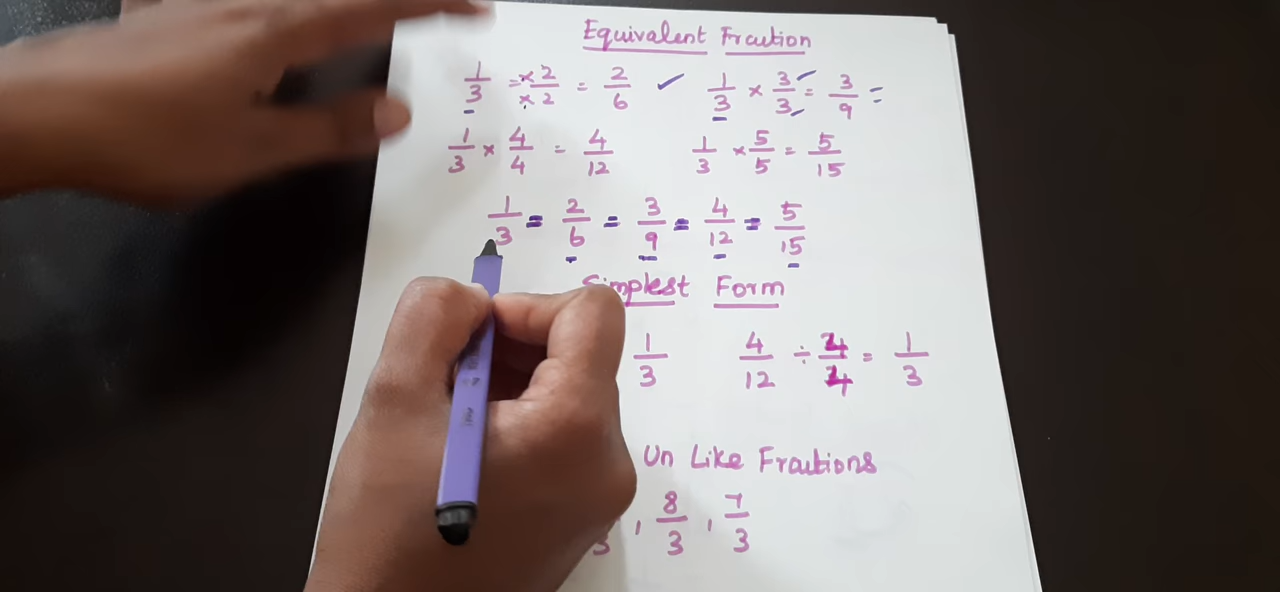 Equivalent Fraction
1/3 = ×2/×2 = 2/6 ✓ 1/3 × 3/3 = 3/9 =
1/3 × 4/4 = 4/12 1/3 × 5/5 = 5/15
1/3 = 2/6 = 3/9 = 4/12 = 5/15
Simplest Form
1/3 4/12 ÷ 4/4 = 1/3
Un Like Fractions
, 8/3 , 7/3